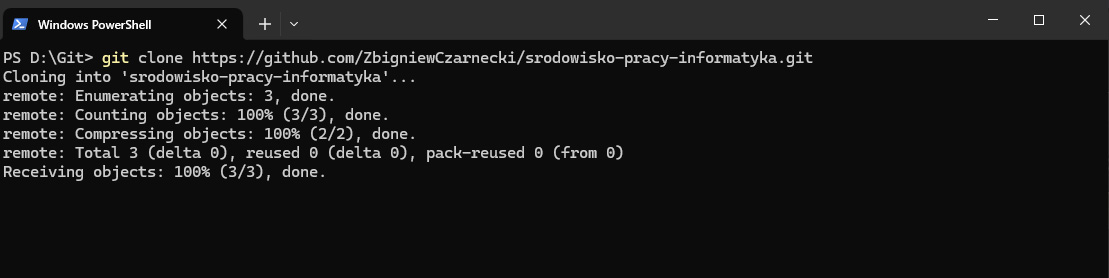 Windows PowerShell
PS D:\Git> git clone https://github.com/ZbigniewCzarnecki/srodowisko-pracy-informatyka.git
Cloning into 'srodowisko-pracy-informatyka'...
remote: Enumerating objects: 3, done.
remote: Counting objects: 100% (3/3), done.
remote: Compressing objects: 100% (2/2), done.
remote: Total 3 (delta 0), reused 0 (delta 0), pack-reused 0 (from 0)
Receiving objects: 100% (3/3), done.